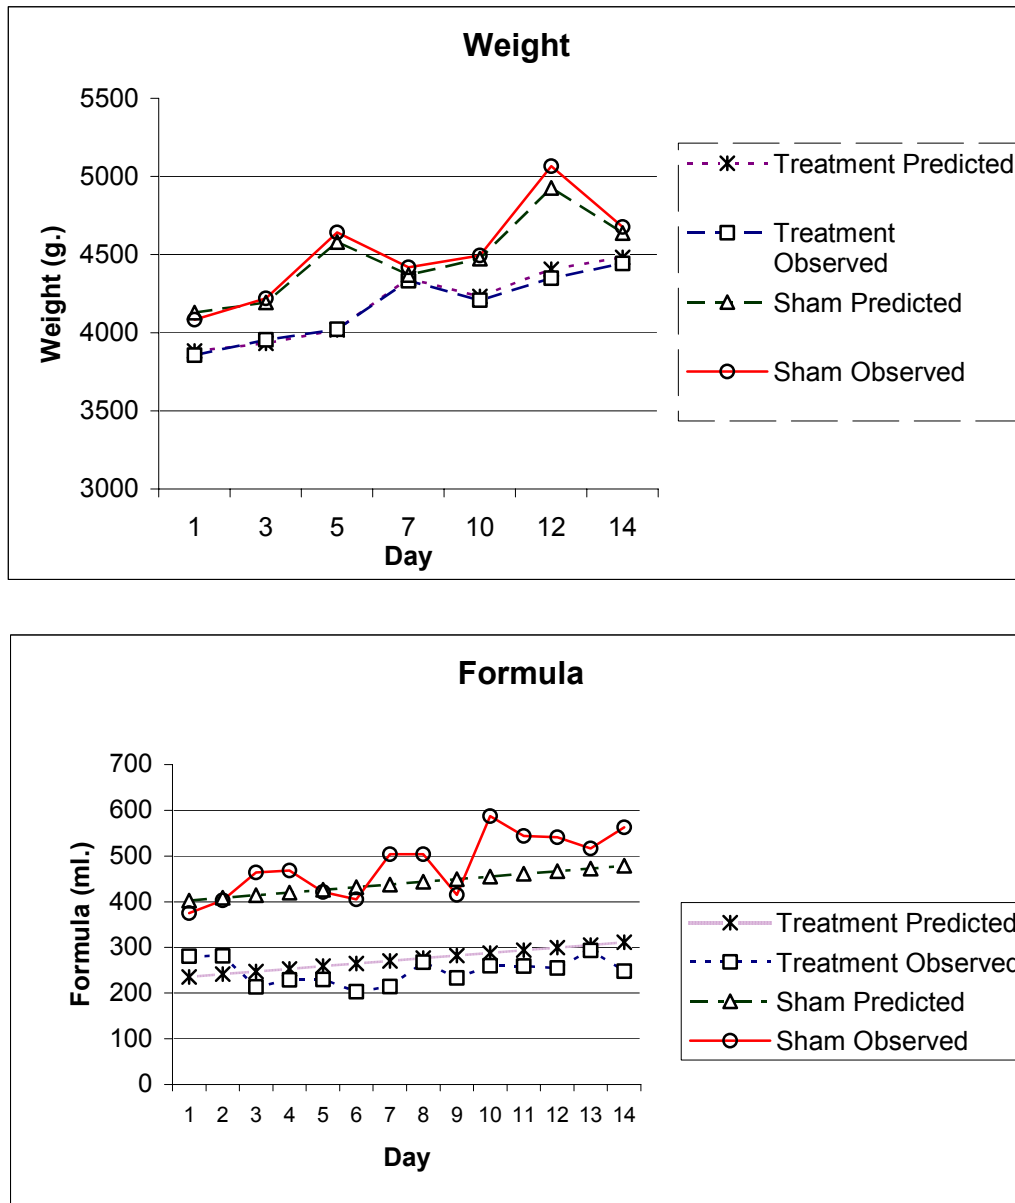 Weight
5500
5000
4500
4000
3500
3000
Weight (g.)
1 3 5 7 10 12 14
Day
Treatment Predicted
Treatment
Observed
Sham Predicted
Sham Observed
Formula
700
600
500
400
300
200
100
0
Formula (ml.)
1 2 3 4 5 6 7 8 9 10 11 12 13 14
Day
Treatment Predicted
Treatment Observed
Sham Predicted
Sham Observed